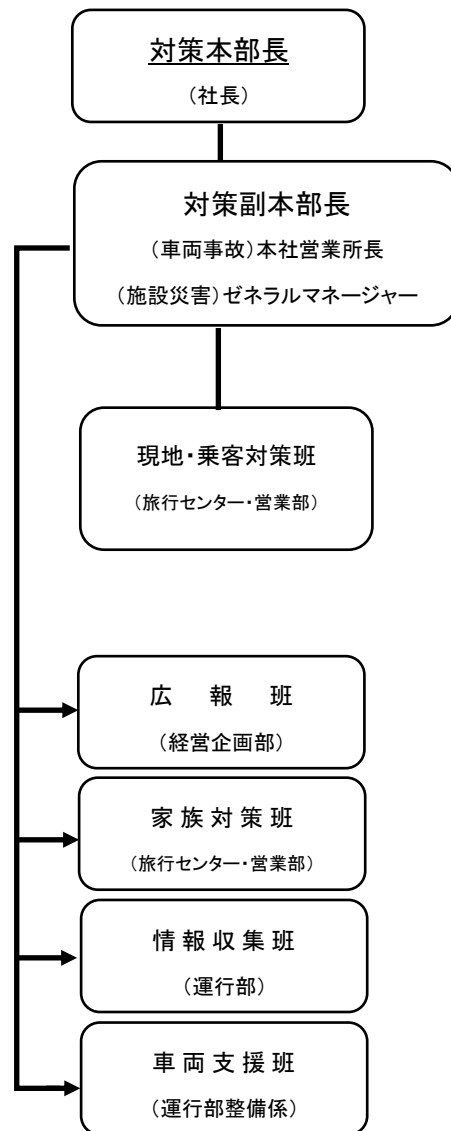 対策本部長
（社長）
対策副本部長
（車両事故）本社営業所長
（施設災害）ゼネラルマネージャー
現地・乗客対策班
（旅行センター・営業部）
広　報　班
（経営企画部）
家族対策班
（旅行センター・営業部）
情報収集班
（運行部）
車両支援班
（運行部整備係）